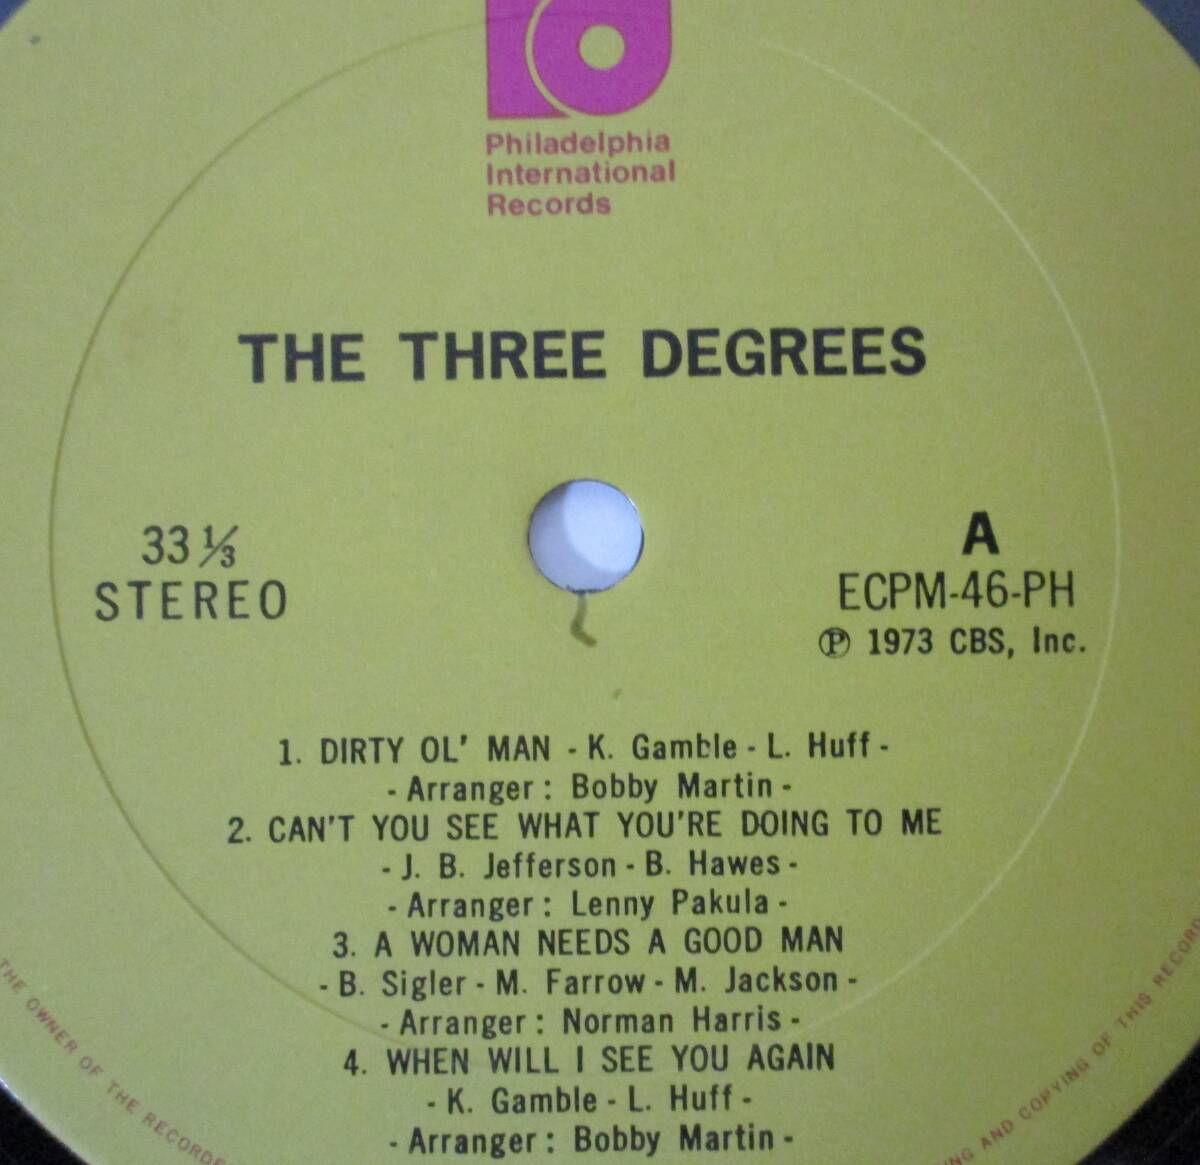 Philadelphia
International
Records
THE THREE DEGREES
33 ⅓
STEREO
A
ECPM-46-PH
Ⓟ 1973 CBS, Inc.
1. DIRTY OL' MAN - K. Gamble - L. Huff -
- Arranger : Bobby Martin -
2. CAN'T YOU SEE WHAT YOU'RE DOING TO ME
- J. B. Jefferson - B. Hawes -
- Arranger : Lenny Pakula -
3. A WOMAN NEEDS A GOOD MAN
- B. Sigler - M. Farrow - M. Jackson -
- Arranger : Norman Harris -
4. WHEN WILL I SEE YOU AGAIN
- K. Gamble - L. Huff -
- Arranger : Bobby Martin -
THE OWNER OF THE
AND COPYING OF THIS